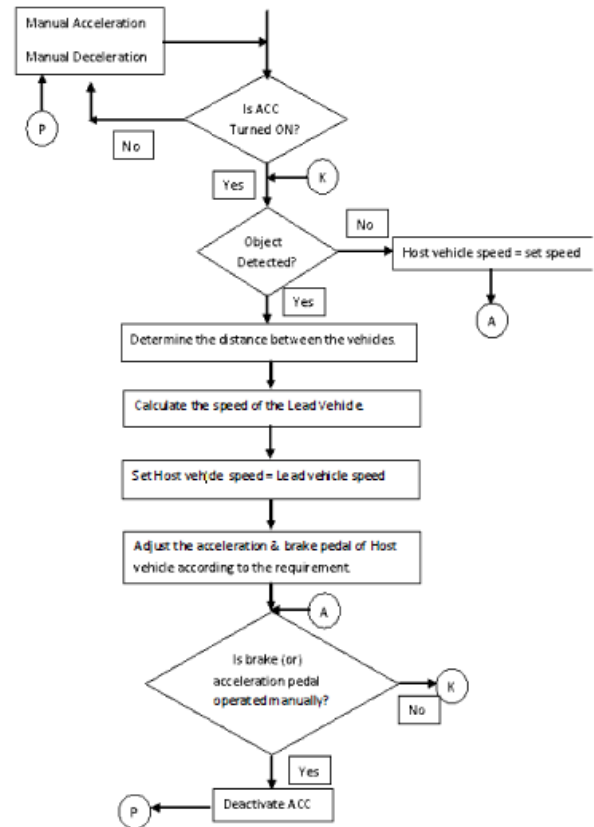 Manual Acceleration
Manual Deceleration
Is ACC
Turned ON?
P
No
Yes
K
Object
Detected?
No
Host vehicle speed = set speed
Yes
A
Determine the distance between the vehicles.
Calculate the speed of the Lead Vehicle.
Set Host vehicle speed = Lead vehicle speed
Adjust the acceleration & brake pedal of Host
vehicle according to the requirement.
A
Is brake (or)
acceleration pedal
operated manually?
K
No
Yes
Deactivate ACC
P